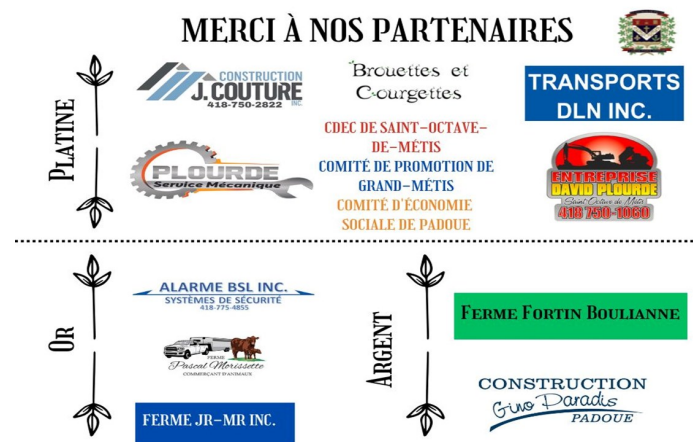 MERCI À NOS PARTENAIRES
PLATINE
CONSTRUCTION
J.COUTURE
INC.
418-750-2822
Brouettes et
Courgettes
TRANSPORTS
DLN INC.
PLOURDE
Service Mécanique
CDEC DE SAINT-OCTAVE-
DE-MÉTIS
COMITÉ DE PROMOTION DE
GRAND-MÉTIS
COMITÉ D'ÉCONOMIE
SOCIALE DE PADOUE
ENTREPRISE
DAVID PLOURDE
Saint-Octave de Métis
418 750-1060
OR
ALARME BSL INC.
SYSTÈMES DE SÉCURITÉ
418-775-4855
FERME
Pascal Morissette
COMMERÇANT D'ANIMAUX
FERME JR-MR INC.
ARGENT
FERME FORTIN BOULIANNE
CONSTRUCTION
Gino Paradis
PADOUE